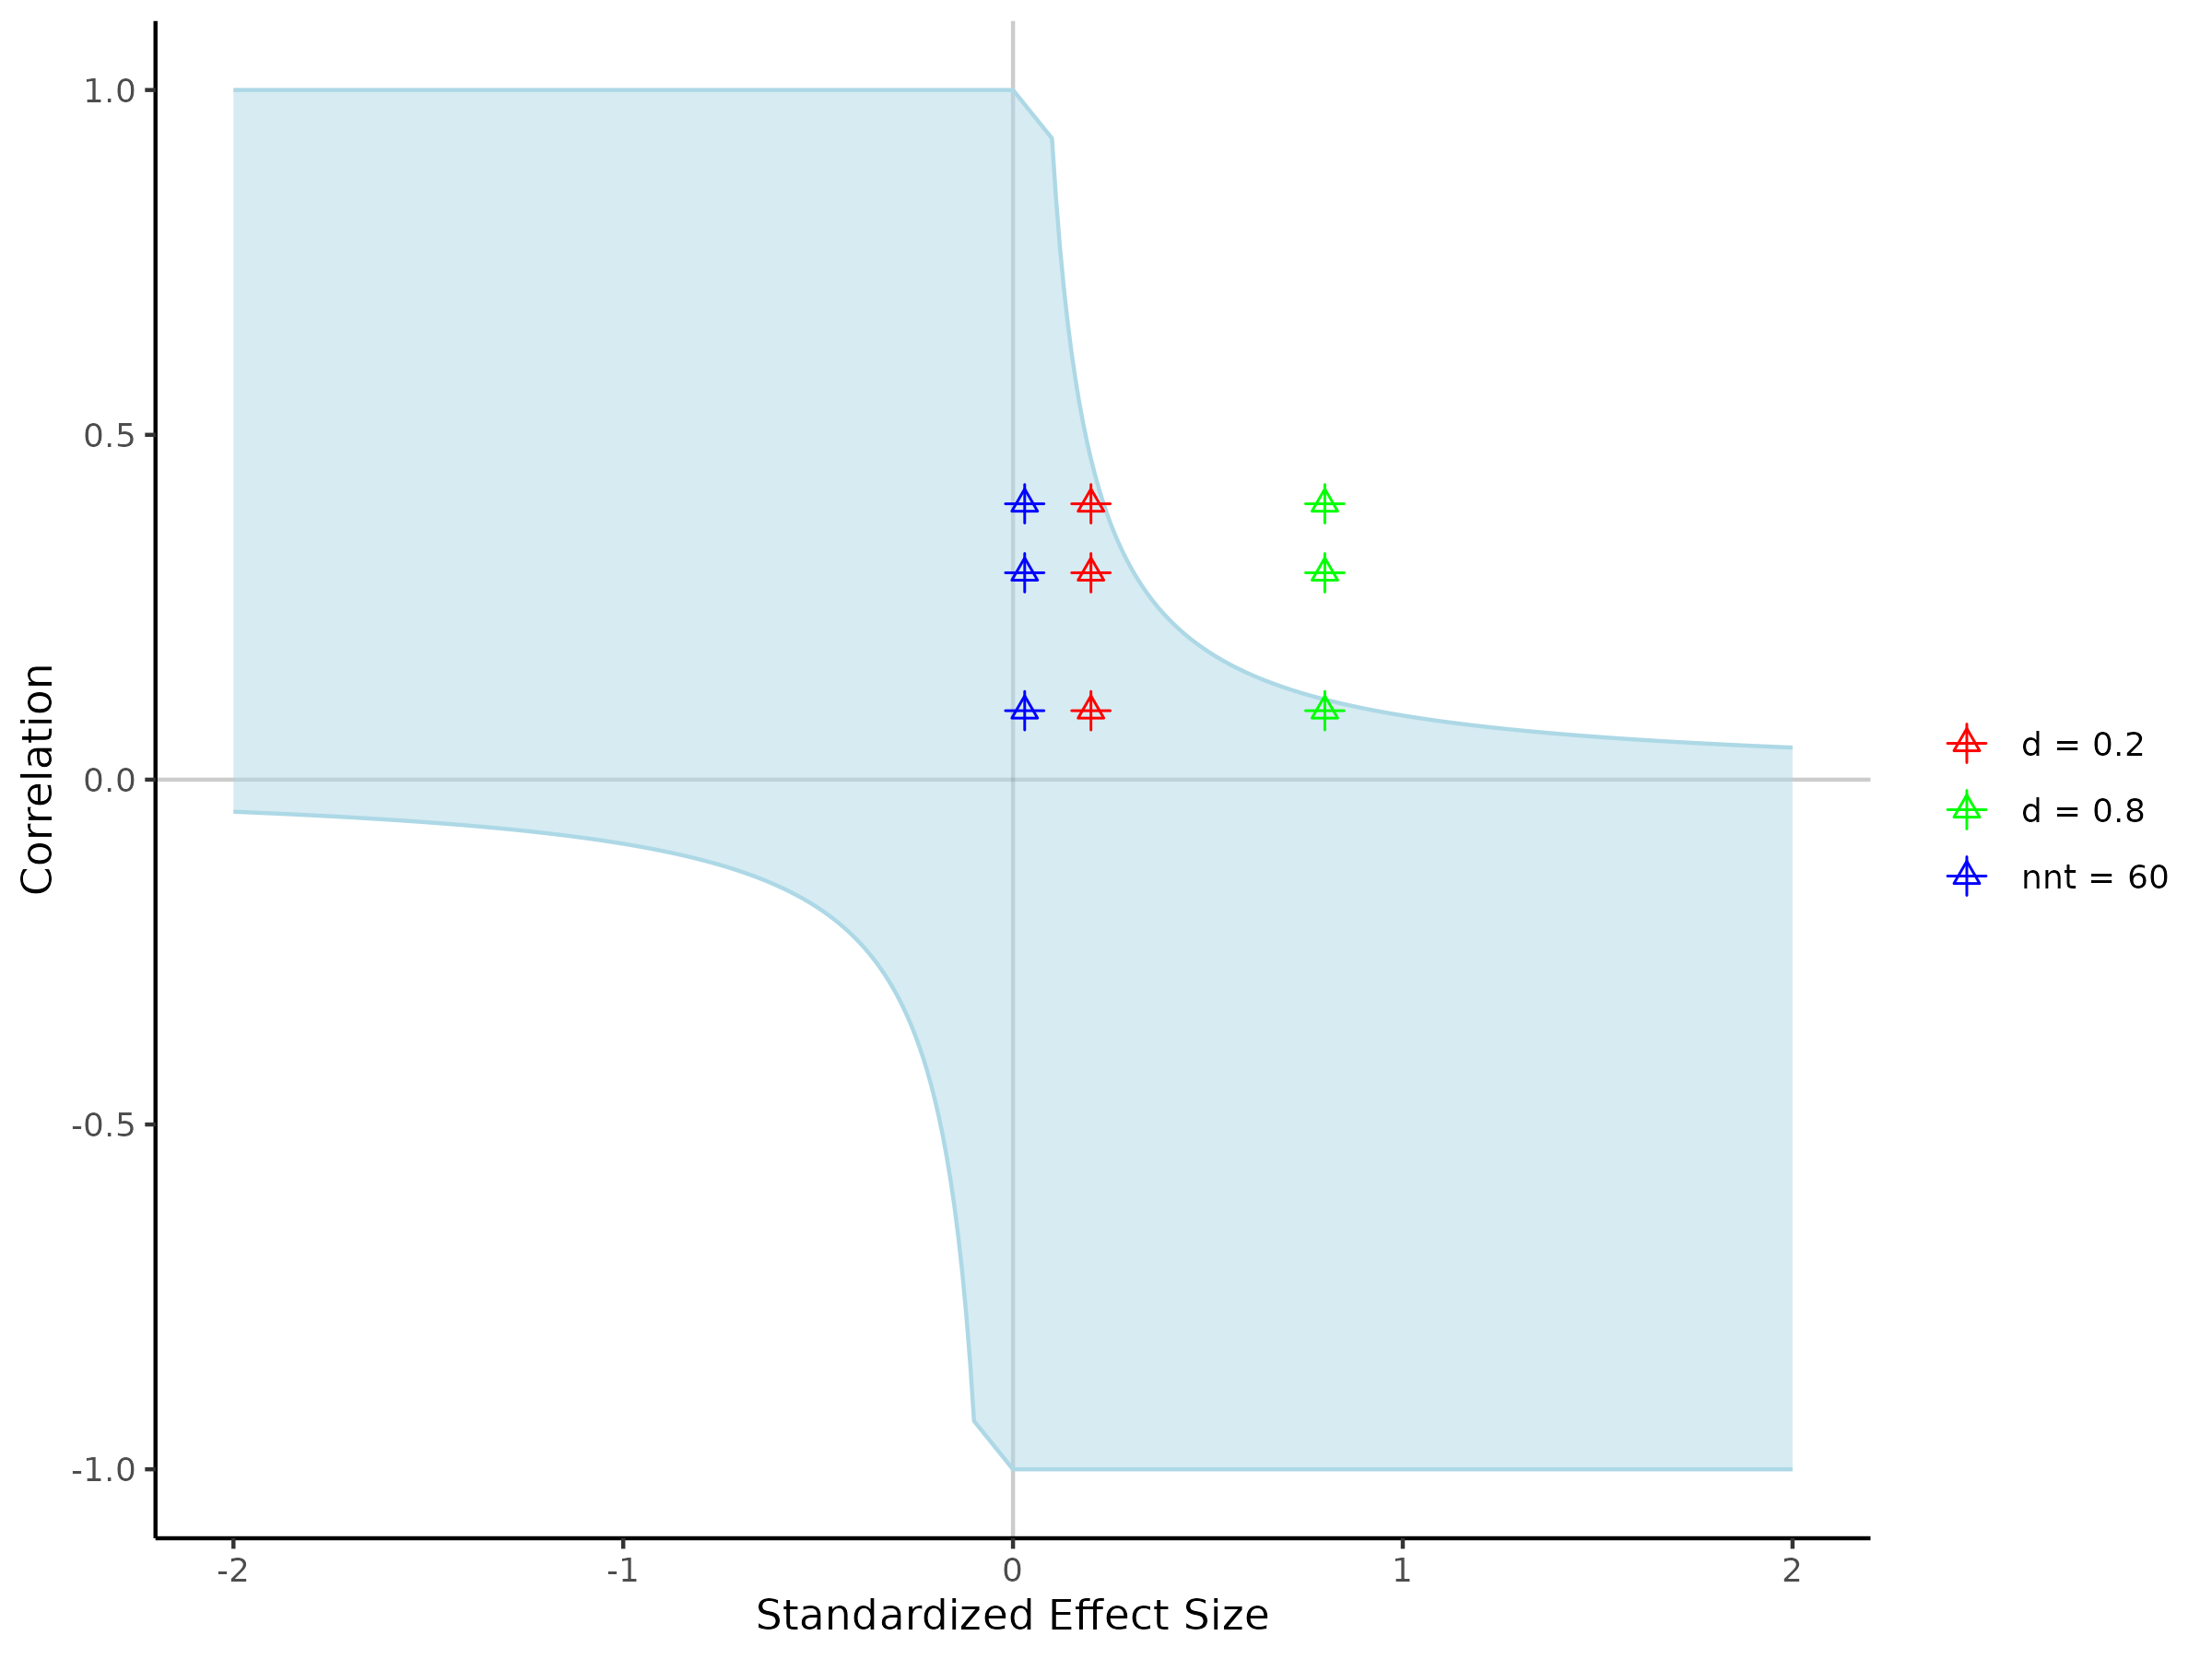 1.0
0.5
0.0
-0.5
-1.0
Correlation
-2
-1
0
1
2
Standardized Effect Size
d = 0.2
d = 0.8
nnt = 60